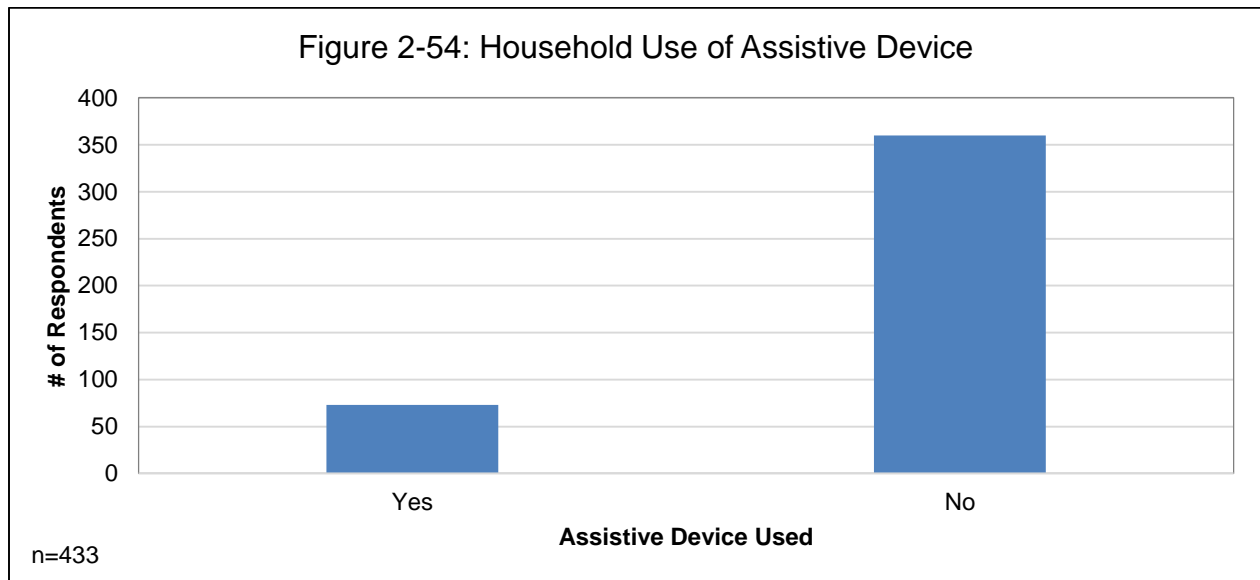 Figure 2-54: Household Use of Assistive Device
400
350
300
250
200
150
100
50
0
# of Respondents
Yes No
Assistive Device Used
n=433